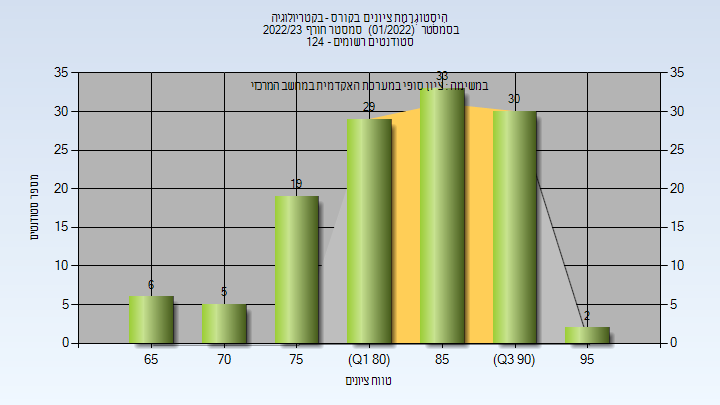 היסטוגרמת ציונים בקורס - בקטריולוגיה
בסמסטר (01/2022) סמסטר חורף 2022/23
סטודנטים רשומים - 124
במשימה : ציון סופי במערכת האקדמית במחשב המרכזי
מספר סטודנטים
35 35
30 30
25 25
20 20
15 15
10 10
5 5
0 0
6 5 19 29 33 30 2
65 70 75 (Q1 80) 85 (Q3 90) 95
טווח ציונים